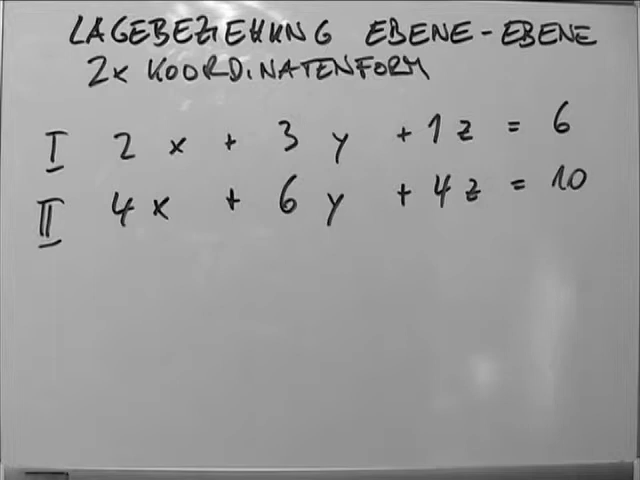 LAGEBEZIEHUNG EBENE-EBENE
2x KOORDINATENFORM
I 2x + 3y + 1z = 6
II 4x + 6y + 4z = 10